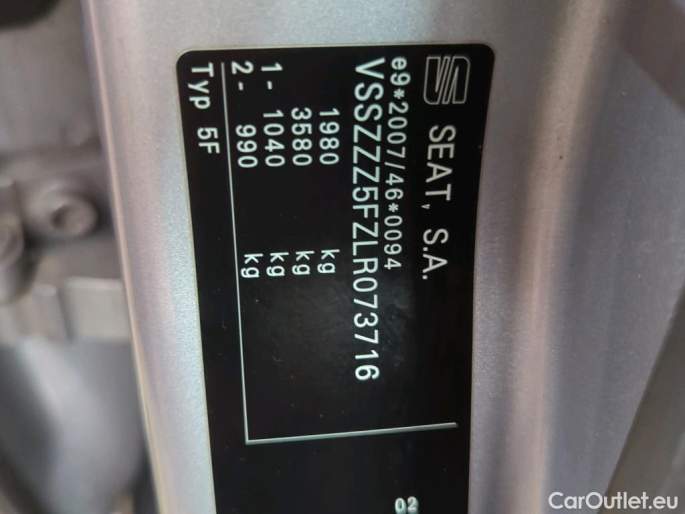 SEAT, S.A.
e9*2007/46*0094
VSSZZZ5FZLR073716
1980 kg
3580 kg
1- 1040 kg
2- 990 kg
Typ 5F
02
CarOutlet.eu